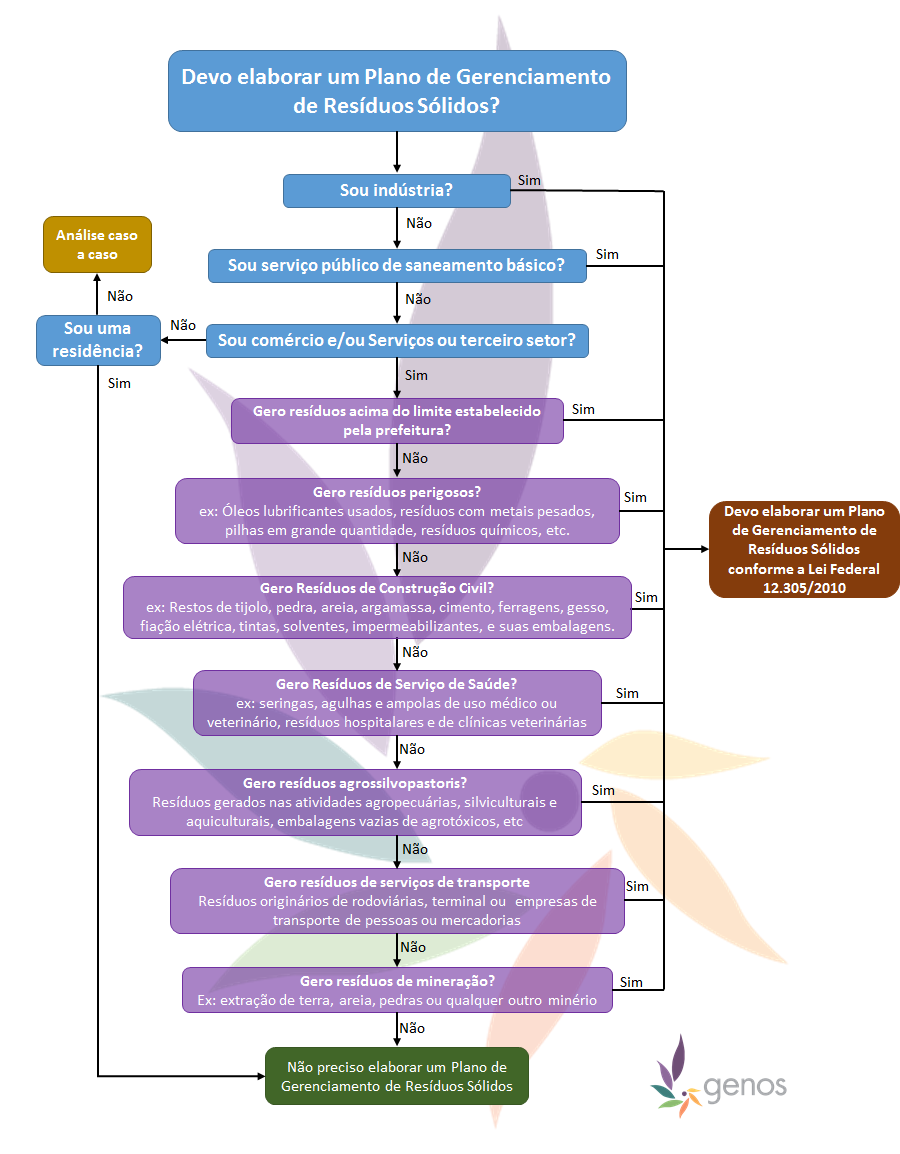 Devo elaborar um Plano de Gerenciamento
de Resíduos Sólidos?
Sou indústria?
Sim
Não
Análise caso
a caso
Sou serviço público de saneamento básico?
Sim
Não
Não
Sou uma
residência?
Não
Sou comércio e/ou Serviços ou terceiro setor?
Sim
Sim
Gero resíduos acima do limite estabelecido
pela prefeitura?
Sim
Não
Gero resíduos perigosos?
ex: Óleos lubrificantes usados, resíduos com metais pesados,
pilhas em grande quantidade, resíduos químicos, etc.
Sim
Não
Devo elaborar um Plano
de Gerenciamento de
Resíduos Sólidos
conforme a Lei Federal
12.305/2010
Gero Resíduos de Construção Civil?
ex: Restos de tijolo, pedra, areia, argamassa, cimento, ferragens, gesso,
fiação elétrica, tintas, solventes, impermeabilizantes, e suas embalagens.
Sim
Não
Gero Resíduos de Serviço de Saúde?
ex: seringas, agulhas e ampolas de uso médico ou
veterinário, resíduos hospitalares e de clínicas veterinárias
Sim
Não
Gero resíduos agrossilvopastoris?
Resíduos gerados nas atividades agropecuárias, silviculturais e
aquiculturais, embalagens vazias de agrotóxicos, etc
Sim
Não
Gero resíduos de serviços de transporte
Resíduos originários de rodoviárias, terminal ou empresas de
transporte de pessoas ou mercadorias
Sim
Não
Gero resíduos de mineração?
Ex: extração de terra, areia, pedras ou qualquer outro minério
Sim
Não
Não preciso elaborar um Plano de
Gerenciamento de Resíduos Sólidos
genos